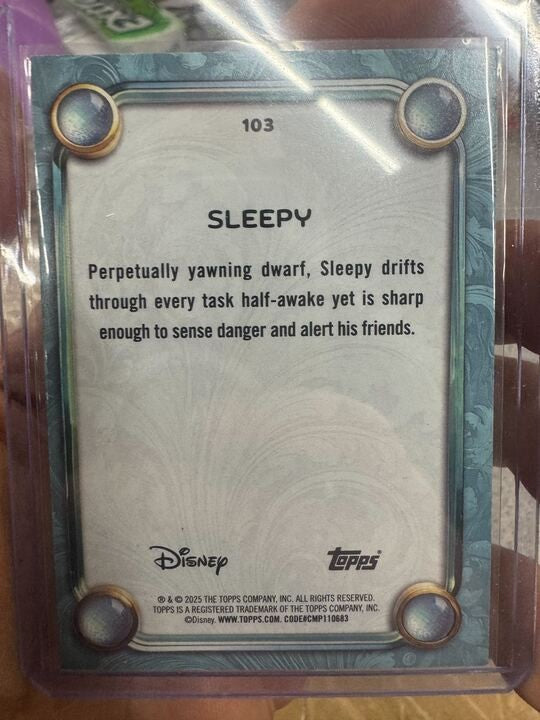 103
SLEEPY
Perpetually yawning dwarf, Sleepy drifts
through every task half-awake yet is sharp
enough to sense danger and alert his friends.
Disney topps
® & © 2025 THE TOPPS COMPANY, INC. ALL RIGHTS RESERVED.
TOPPS IS A REGISTERED TRADEMARK OF THE TOPPS COMPANY, INC.
©Disney. WWW.TOPPS.COM. CODE#CMP110683